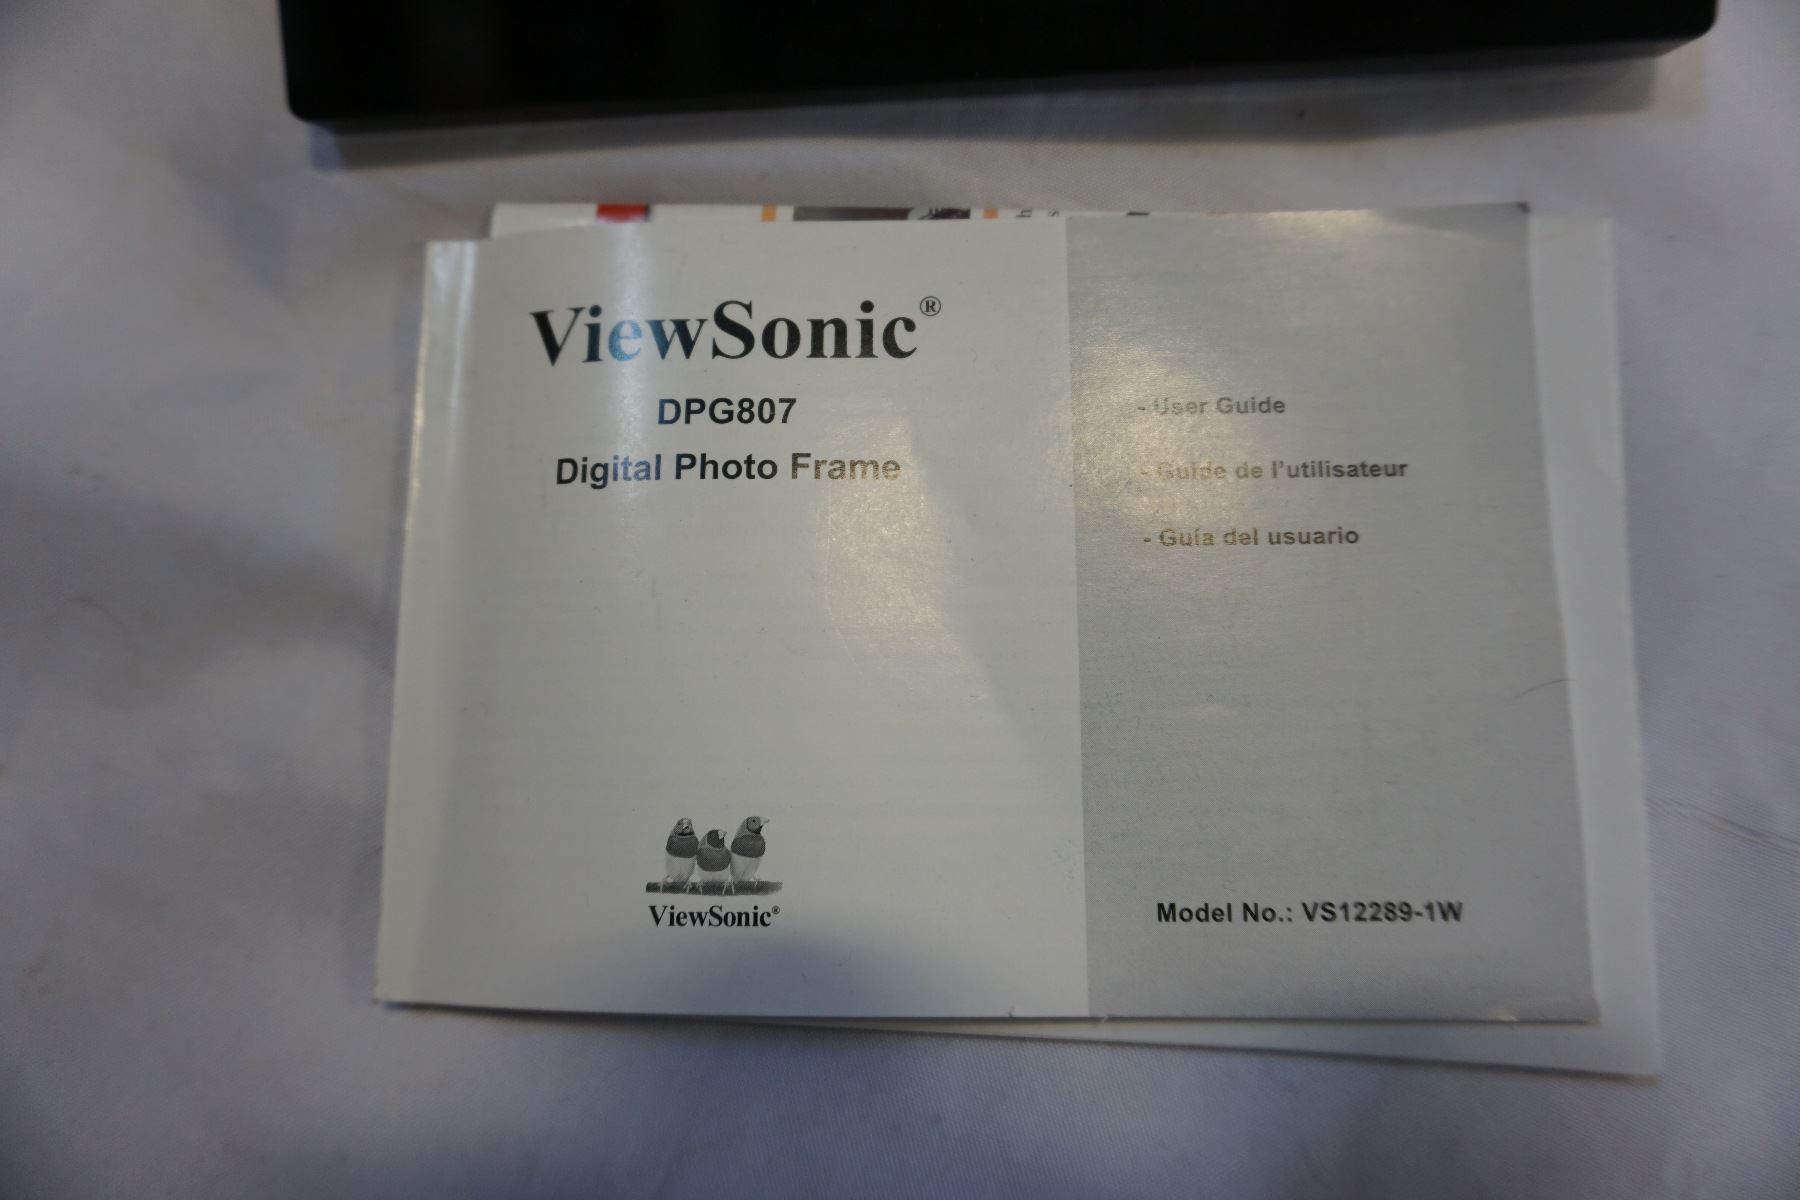 ViewSonic®
DPG807
Digital Photo Frame
- User Guide
- Guide de l'utilisateur
- Guía del usuario
ViewSonic®
Model No.: VS12289-1W